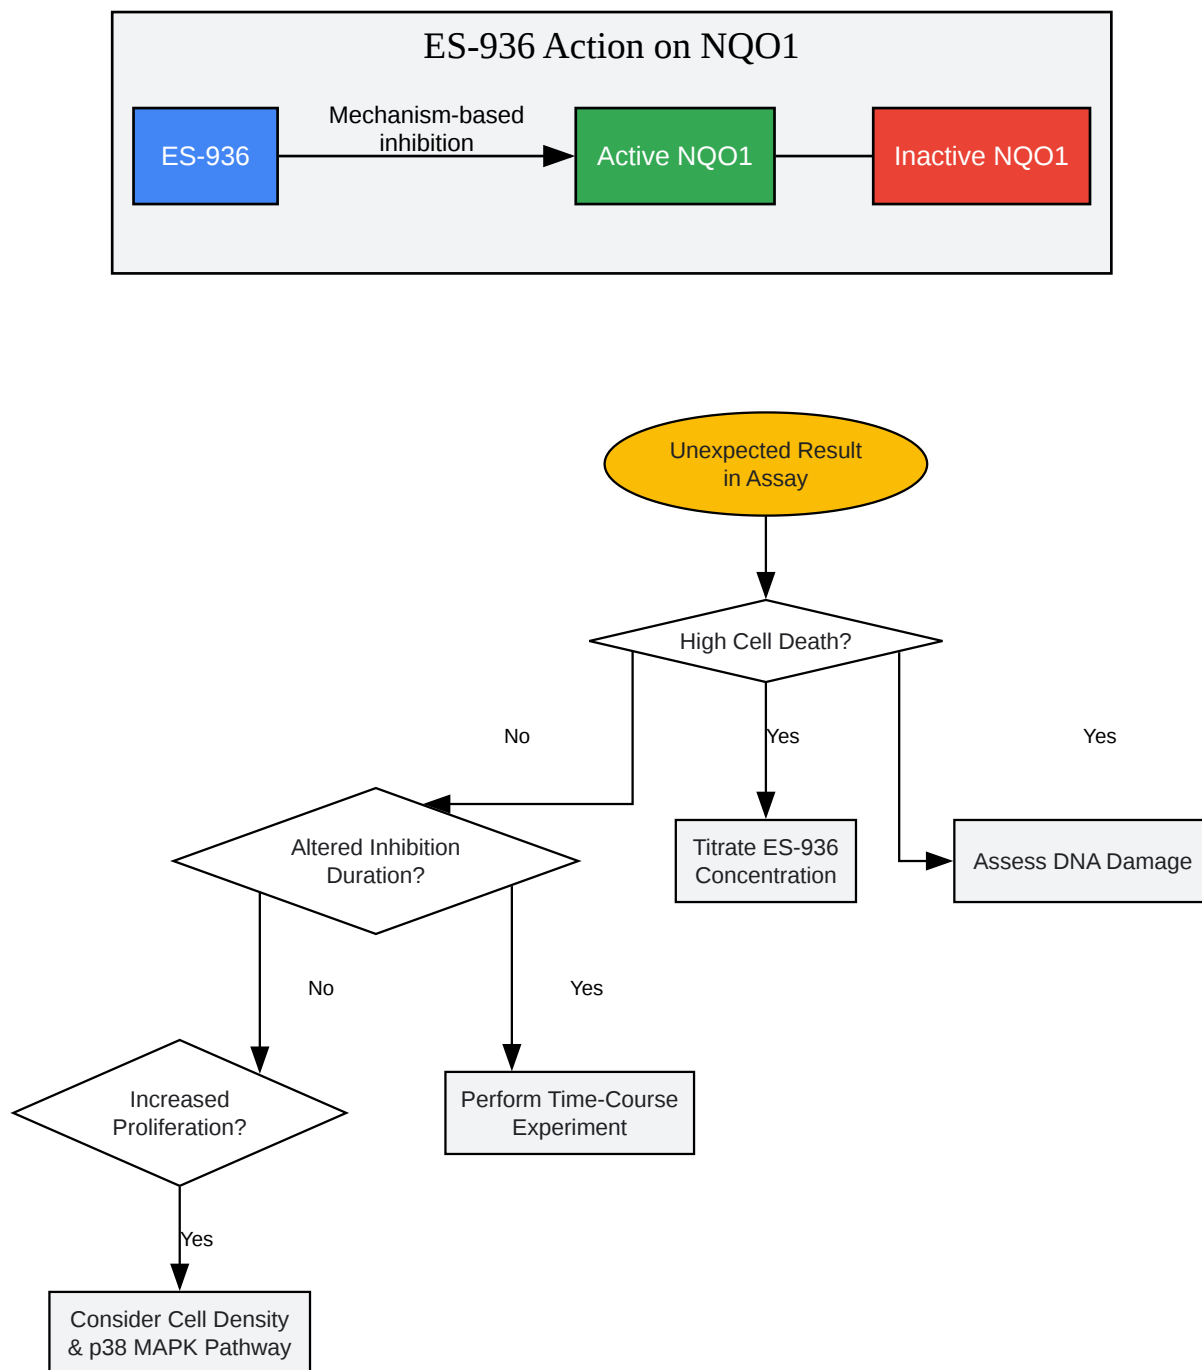 ES-936 Action on NQO1
Mechanism-based
inhibition
ES-936
Active NQO1
Inactive NQO1
Unexpected Result
in Assay
High Cell Death?
No
Yes
Yes
Altered Inhibition
Duration?
Titrate ES-936
Concentration
Assess DNA Damage
No
Yes
Increased
Proliferation?
Perform Time-Course
Experiment
Yes
Consider Cell Density
& p38 MAPK Pathway